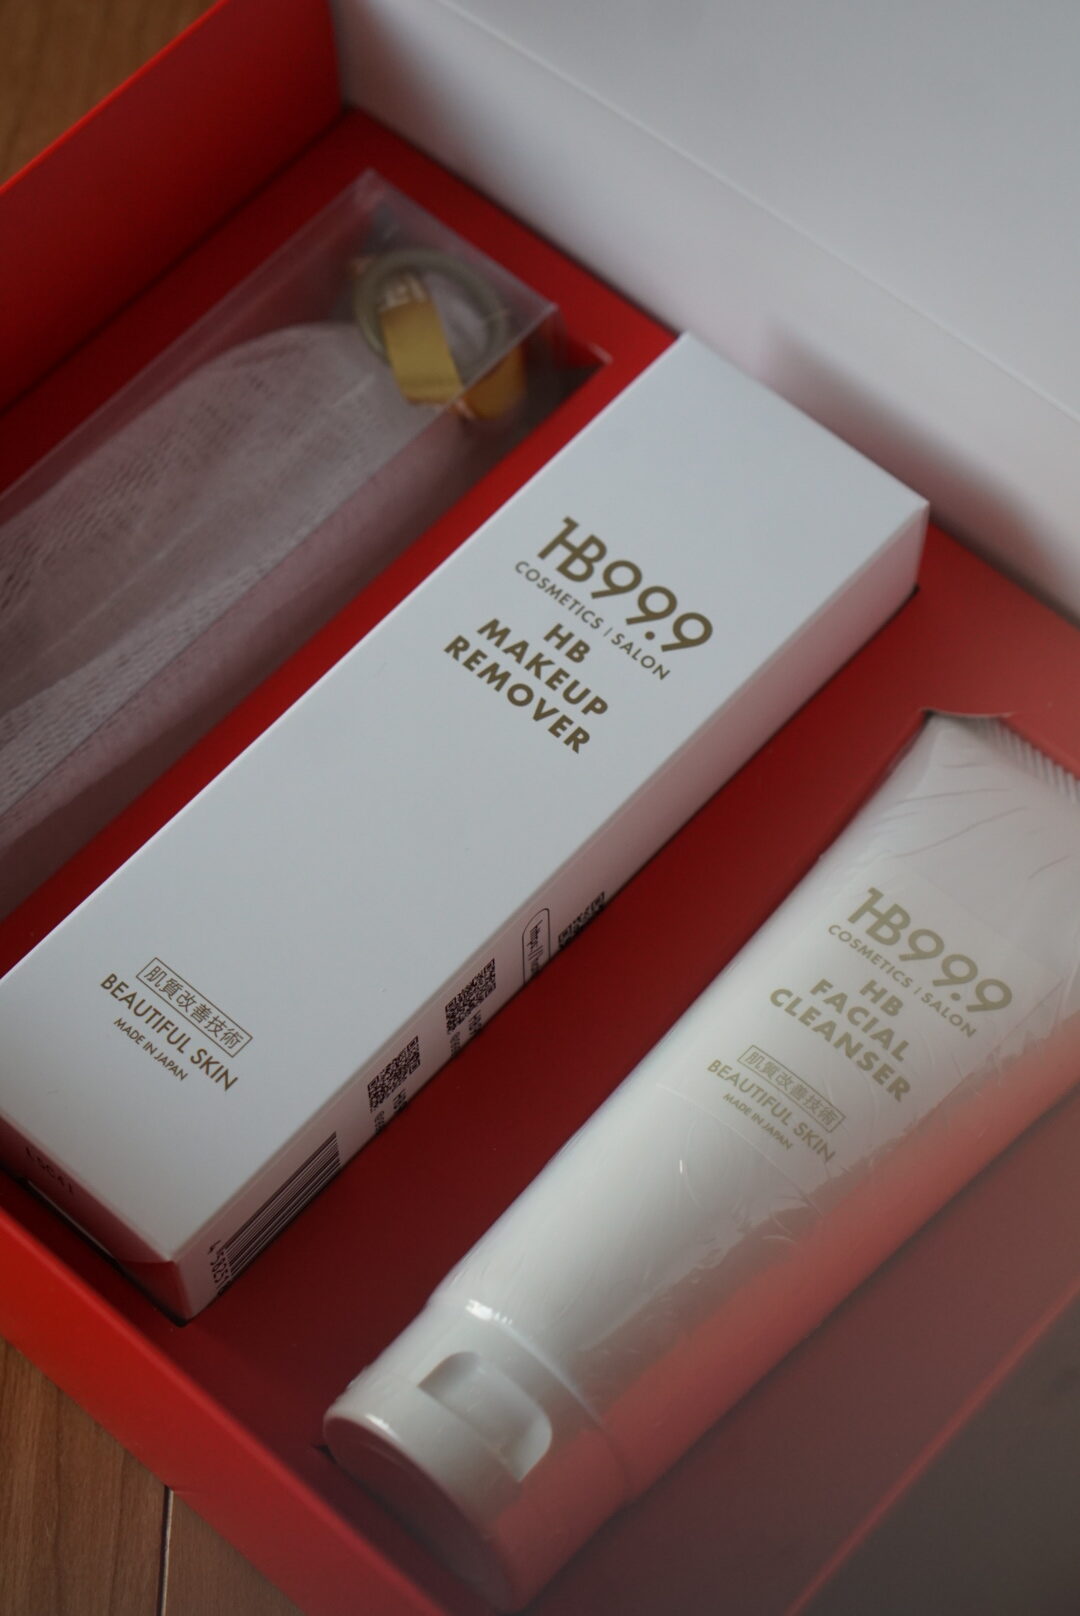 HB99.9
COSMETICS | SALON
HB
MAKEUP
REMOVER
肌質改善技術
BEAUTIFUL SKIN
MADE IN JAPAN
HB99.9
COSMETICS | SALON
HB
FACIAL
CLEANSER
肌質改善技術
BEAUTIFUL SKIN
MADE IN JAPAN